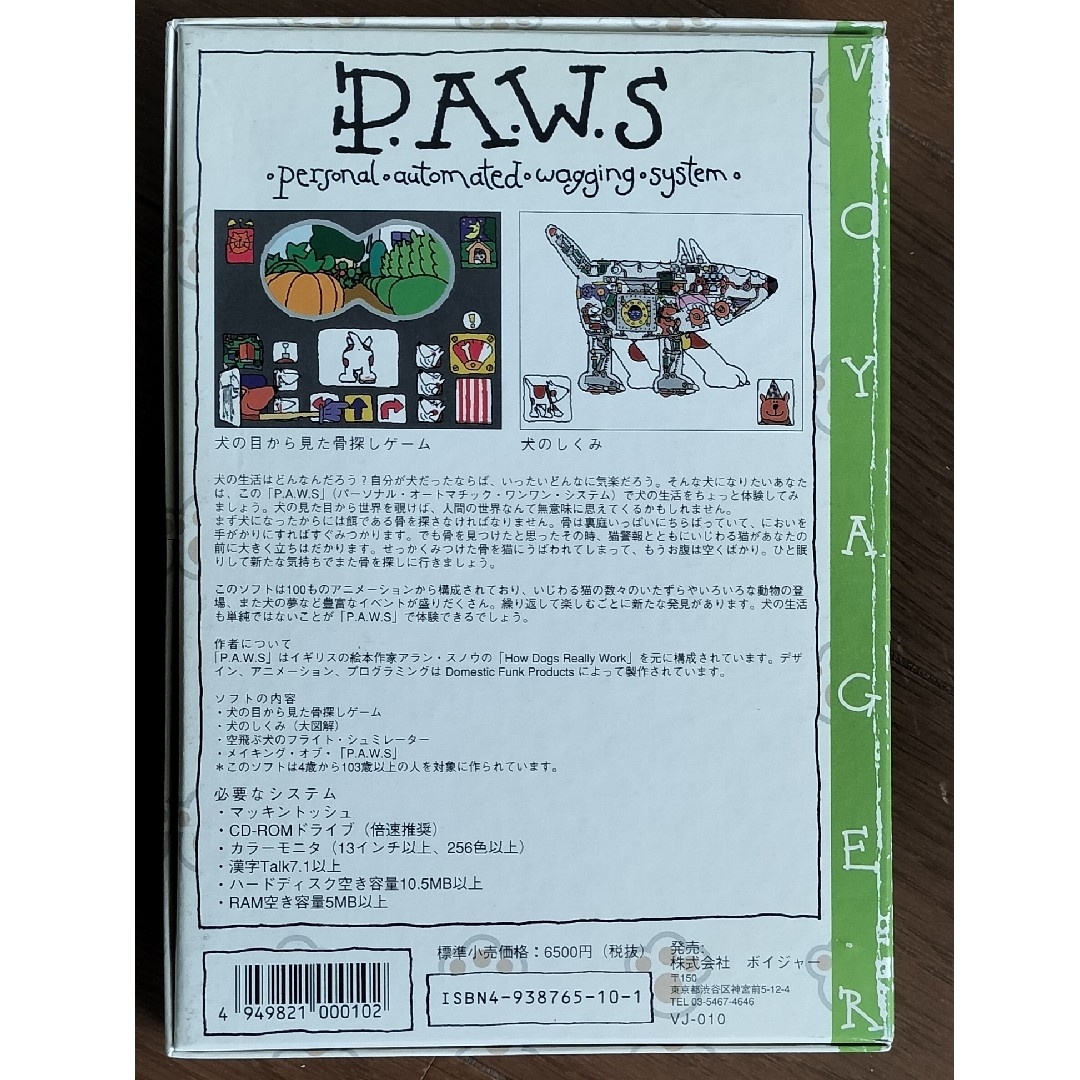 P.A.W.S
•personal•automated•wagging•system•
犬の目から見た骨探しゲーム
犬のしくみ
犬の生活はどんなんだろう？自分が犬だったならば、いったいどんなに気楽だろう。そんな犬になりたいあなた
は、この「P.A.W.S」（パーソナル・オートマチック・ワンワン・システム）で犬の生活をちょっと体験してみ
ましょう。犬の見た目から世界を覗けば、人間の世界なんて無意味に思えてくるかもしれません。
まず犬になったからには餌である骨を探さなければなりません。骨は裏庭いっぱいにちらばっていて、においを
手がかりにすればすぐみつかります。でも骨を見つけたと思ったその時、猫警報とともにいじわる猫があなたの
前に大きく立ちはだかります。せっかくみつけた骨を猫にうばわれてしまって、もうお腹は空くばかり。ひと眠
りして新たな気持ちでまた骨を探しに行きましょう。
このソフトは100ものアニメーションから構成されており、いじわる猫の数々のいたずらやいろいろな動物の登
場、また犬の夢など豊富なイベントが盛りだくさん。繰り返して楽しむごとに新たな発見があります。犬の生活
も単純ではないことが「P.A.W.S」で体験できるでしょう。
作者について
「P.A.W.S」はイギリスの絵本作家アラン・スノウの「How Dogs Really Work」を元に構成されています。デザ
イン、アニメーション、プログラミングは Domestic Funk Products によって製作されています。
ソフトの内容
・犬の目から見た骨探しゲーム
・犬のしくみ（大図解）
・空飛ぶ犬のフライト・シュミレーター
・メイキング・オブ・「P.A.W.S」
＊このソフトは4歳から103歳以上の人を対象に作られています。
必要なシステム
・マッキントッシュ
・CD-ROMドライブ（倍速推奨）
・カラーモニタ（13インチ以上、256色以上）
・漢字Talk7.1以上
・ハードディスク空き容量10.5MB以上
・RAM空き容量5MB以上
4 949821 000102
標準小売価格：6500円（税抜）
ISBN4-938765-10-1
発売:
株式会社　ボイジャー
〒150
東京都渋谷区神宮前5-12-4
TEL 03-5467-4646
VJ-010
VOYAGER